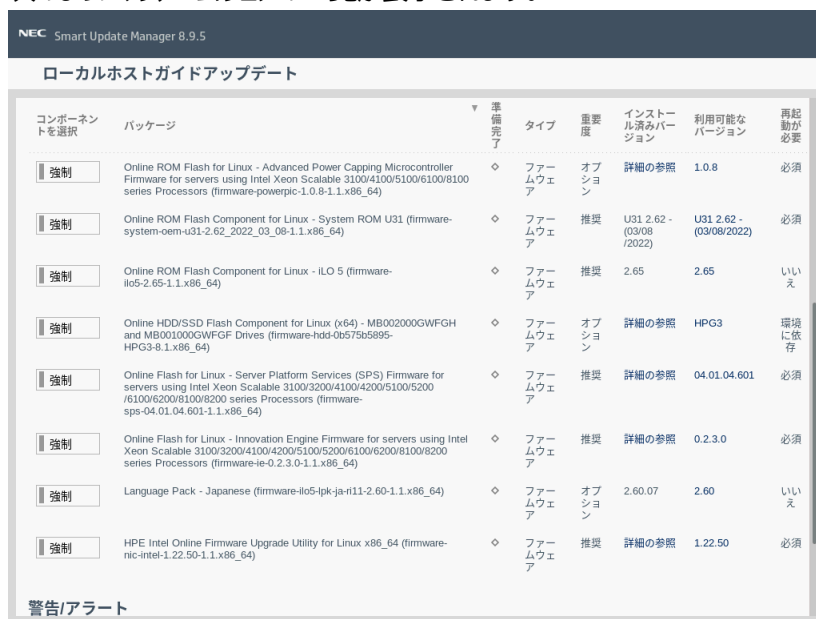 NEC Smart Update Manager 8.9.5
ローカルホストガイドアップデート
コンポーネン
トを選択
パッケージ
▼
準
備
完
了
タイプ
重要
度
インストー
ル済みバー
ジョン
利用可能な
バージョン
再起
動が
必要
強制
Online ROM Flash for Linux - Advanced Power Capping Microcontroller
Firmware for servers using Intel Xeon Scalable 3100/4100/5100/6100/8100
series Processors (firmware-powerpic-1.0.8-1.1.x86_64)
◇
ファー
ムウェ
ア
オプ
ショ
ン
詳細の参照
1.0.8
必須
強制
Online ROM Flash Component for Linux - System ROM U31 (firmware-
system-oem-u31-2.62_2022_03_08-1.1.x86_64)
◇
ファー
ムウェ
ア
推奨
U31 2.62 -
(03/08
/2022)
U31 2.62 -
(03/08/2022)
必須
強制
Online ROM Flash Component for Linux - iLO 5 (firmware-
ilo5-2.65-1.1.x86_64)
◇
ファー
ムウェ
ア
推奨
2.65
2.65
いい
え
強制
Online HDD/SSD Flash Component for Linux (x64) - MB002000GWFGH
and MB001000GWFGF Drives (firmware-hdd-0b575b5895-
HPG3-8.1.x86_64)
◇
ファー
ムウェ
ア
オプ
ショ
ン
詳細の参照
HPG3
環境
に依
存
強制
Online Flash for Linux - Server Platform Services (SPS) Firmware for
servers using Intel Xeon Scalable 3100/3200/4100/4200/5100/5200
/6100/6200/8100/8200 series Processors (firmware-
sps-04.01.04.601-1.1.x86_64)
◇
ファー
ムウェ
ア
推奨
詳細の参照
04.01.04.601
必須
強制
Online Flash for Linux - Innovation Engine Firmware for servers using Intel
Xeon Scalable 3100/3200/4100/4200/5100/5200/6100/6200/8100/8200
series Processors (firmware-ie-0.2.3.0-1.1.x86_64)
◇
ファー
ムウェ
ア
推奨
詳細の参照
0.2.3.0
必須
強制
Language Pack - Japanese (firmware-ilo5-lpk-ja-ri11-2.60-1.1.x86_64)
◇
ファー
ムウェ
ア
オプ
ショ
ン
2.60.07
2.60
いい
え
強制
HPE Intel Online Firmware Upgrade Utility for Linux x86_64 (firmware-
nic-intel-1.22.50-1.1.x86_64)
◇
ファー
ムウェ
ア
推奨
詳細の参照
1.22.50
必須
警告/アラート